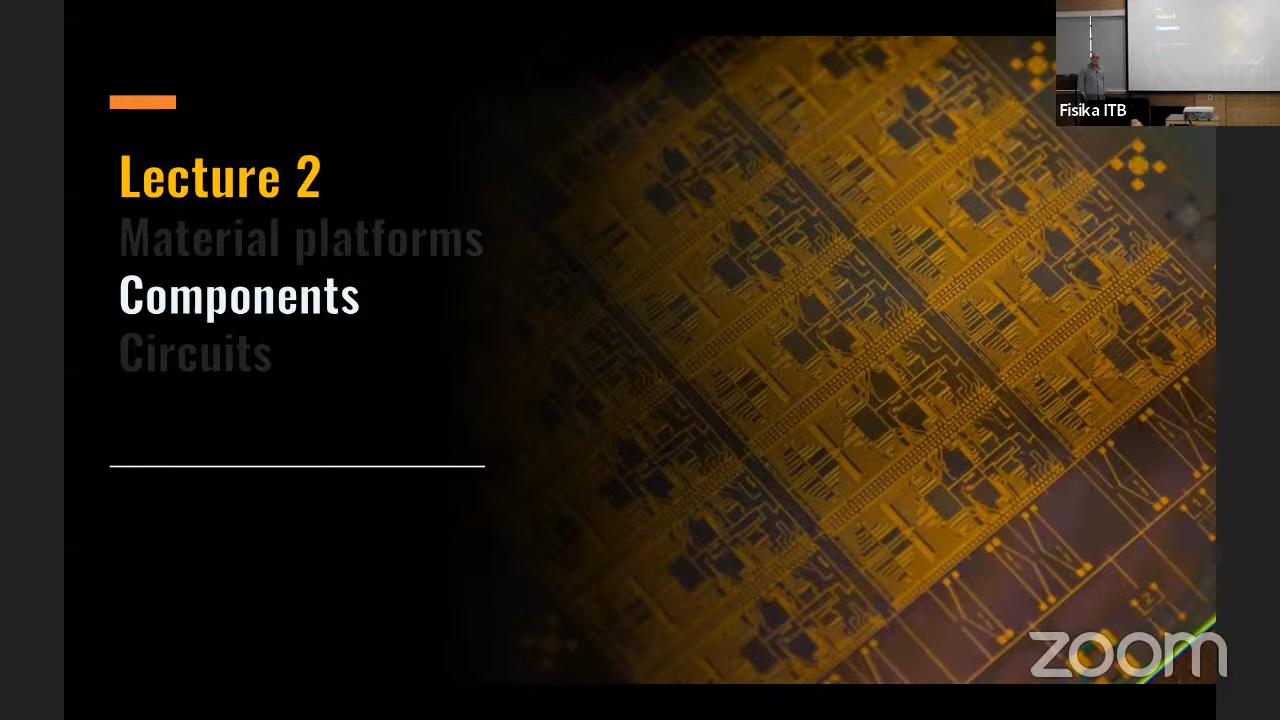 Lecture 2
Material platforms
Components
Circuits
Fisika ITB
zoom